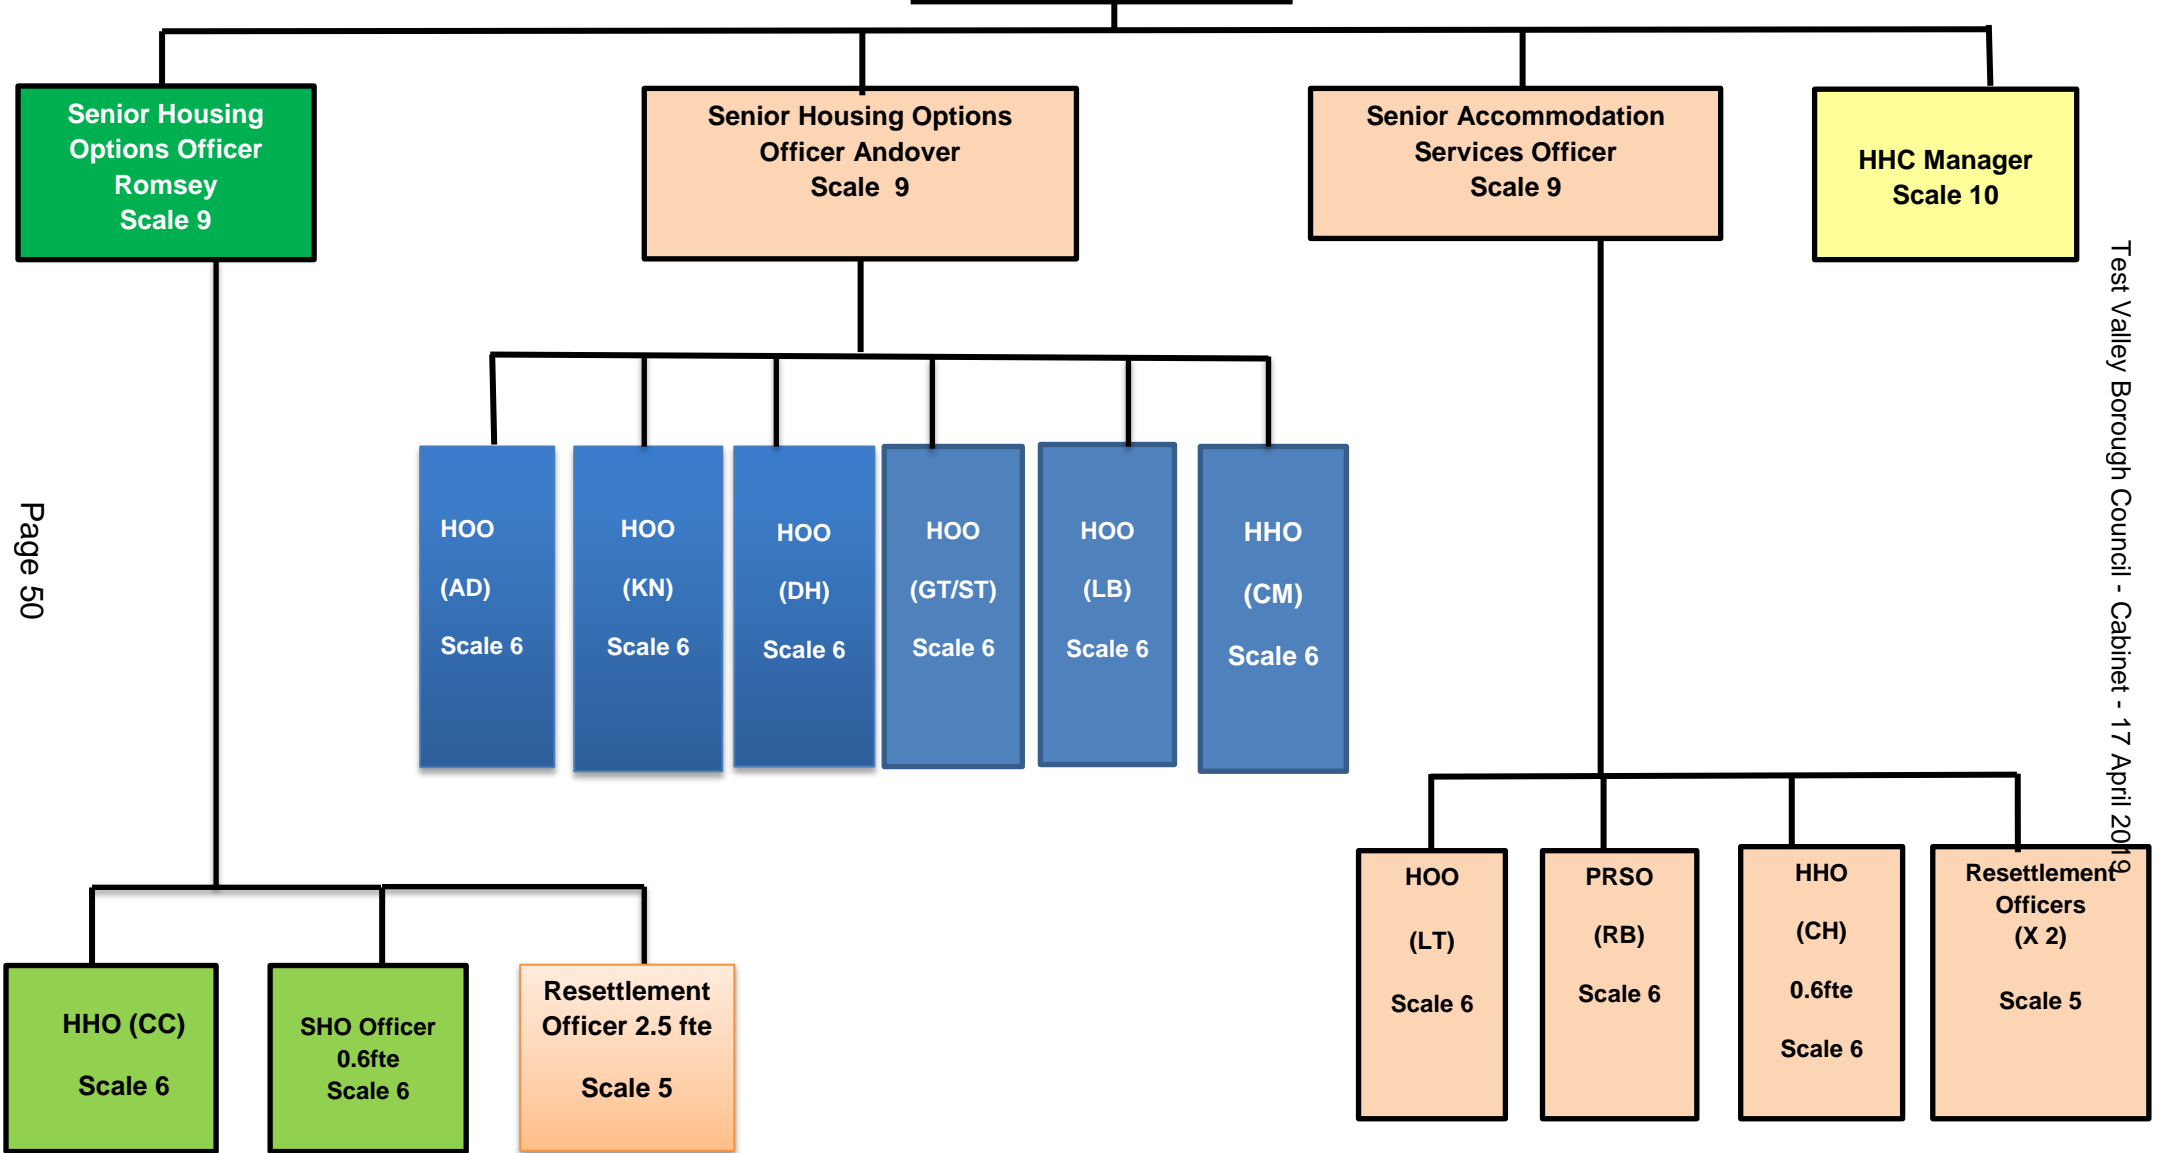 Senior Housing
Options Officer
Romsey
Scale 9
Senior Housing Options
Officer Andover
Scale 9
Senior Accommodation
Services Officer
Scale 9
HHC Manager
Scale 10
HOO
(AD)
Scale 6
HOO
(KN)
Scale 6
HOO
(DH)
Scale 6
HOO
(GT/ST)
Scale 6
HOO
(LB)
Scale 6
HHO
(CM)
Scale 6
HHO (CC)
Scale 6
SHO Officer
0.6fte
Scale 6
Resettlement
Officer 2.5 fte
Scale 5
HOO
(LT)
Scale 6
PRSO
(RB)
Scale 6
HHO
(CH)
0.6fte
Scale 6
Resettlement
Officers
(X 2)
Scale 5
Page 50
Test Valley Borough Council - Cabinet - 17 April 2019